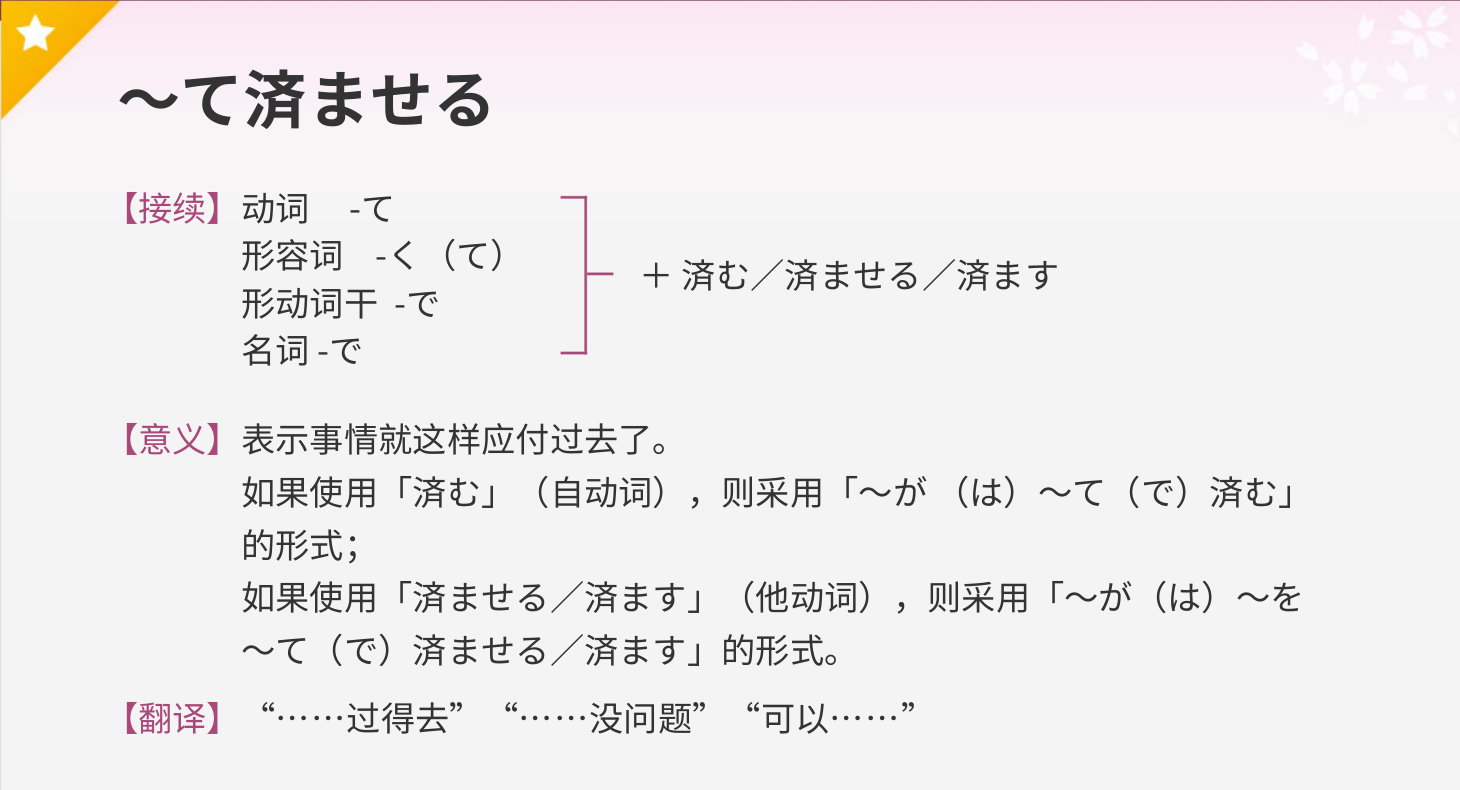 ～て済ませる
【接续】动词 -て
形容词 -く（て）
形动词干 -で
名词 -で
＋ 済む／済ませる／済ます
【意义】表示事情就这样应付过去了。
如果使用「済む」（自动词），则采用「～が （は）～て（で）済む」
的形式；
如果使用「済ませる／済ます」（他动词），则采用「～が（は）～を
～て（で）済ませる／済ます」的形式。
【翻译】 “……过得去” “……没问题” “可以……”